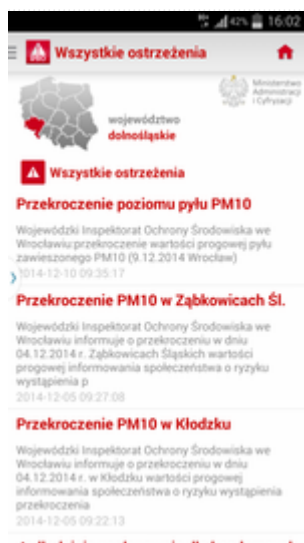 42% 16:02
Wszystkie ostrzeżenia
Ministerstwo
Administracji
i Cyfryzacji
województwo
dolnośląskie
Wszystkie ostrzeżenia
Przekroczenie poziomu pyłu PM10
Wojewódzki Inspektorat Ochrony Środowiska we
Wrocławiu:przekroczenie wartości progowej pyłu
zawieszonego PM10 (9.12.2014 Wrocław)
2014-12-10 09:35:17
Przekroczenie PM10 w Ząbkowicach Śl.
Wojewódzki Inspektorat Ochrony Środowiska we
Wrocławiu informuje o przekroczeniu w dniu
04.12.2014 r. Ząbkowicach Śląskich wartości
progowej informowania społeczeństwa o ryzyku
wystąpienia p
2014-12-05 09:27:08
Przekroczenie PM10 w Kłodzku
Wojewódzki Inspektorat Ochrony Środowiska we
Wrocławiu informuje o przekroczeniu w dniu
04.12.2014 r. w Kłodzku wartości progowej
informowania społeczeństwa o ryzyku wystąpienia
przekroczenia
2014-12-05 09:22:13